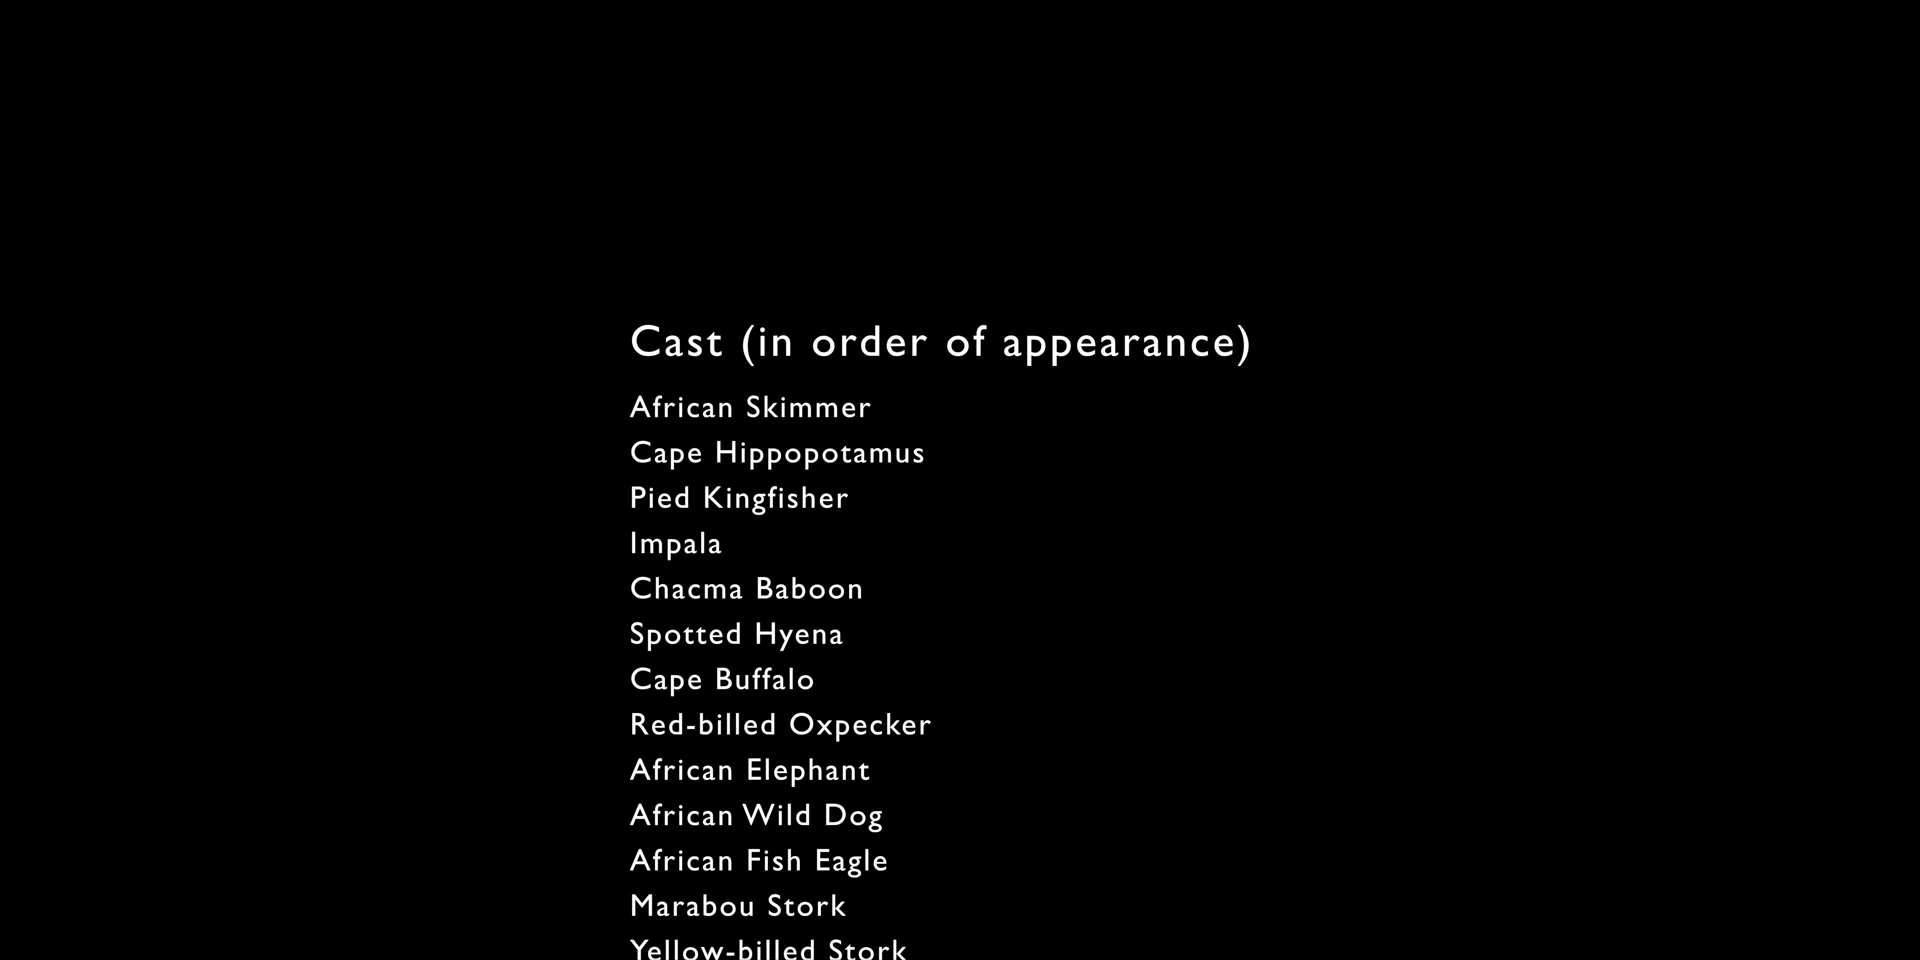 Cast (in order of appearance)
African Skimmer
Cape Hippopotamus
Pied Kingfisher
Impala
Chacma Baboon
Spotted Hyena
Cape Buffalo
Red-billed Oxpecker
African Elephant
African Wild Dog
African Fish Eagle
Marabou Stork
Yellow-billed Stork